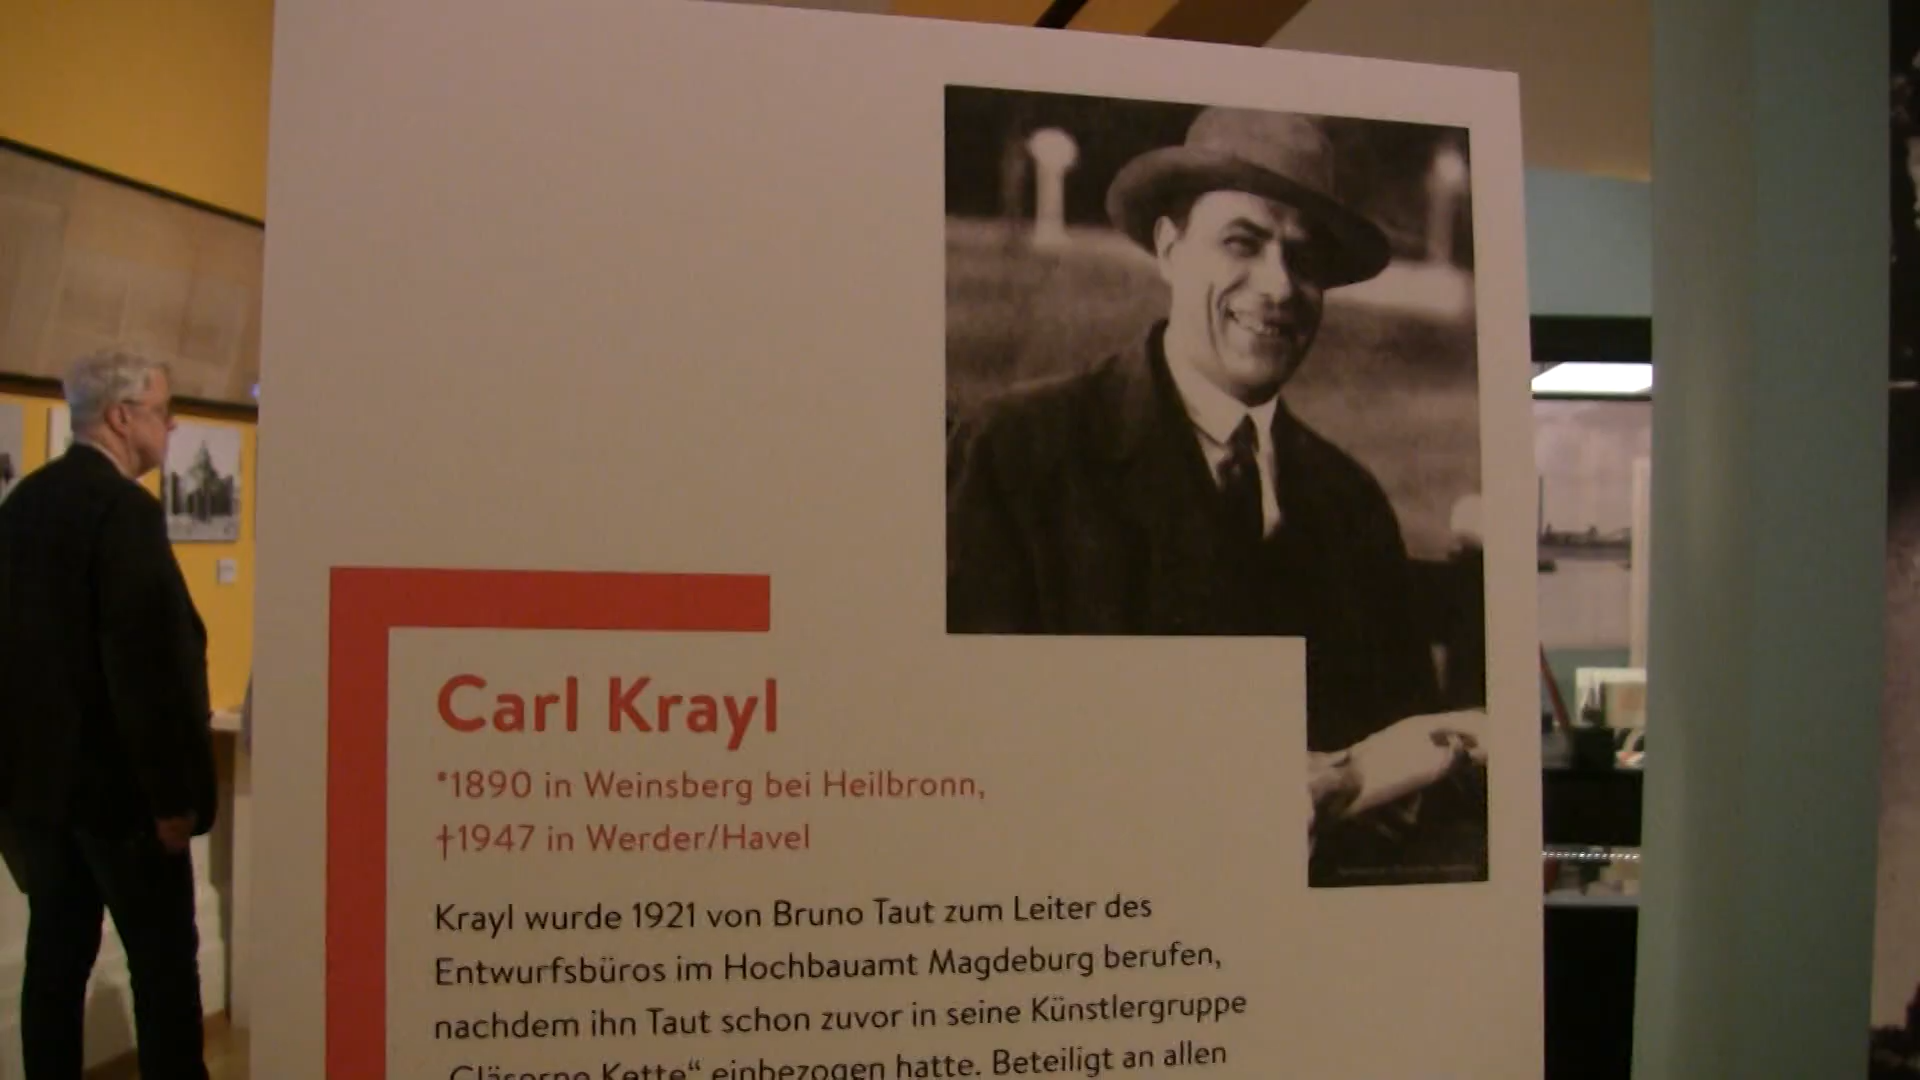 Carl Krayl
*1890 in Weinsberg bei Heilbronn,
†1947 in Werder/Havel
Krayl wurde 1921 von Bruno Taut zum Leiter des
Entwurfsbüros im Hochbauamt Magdeburg berufen,
nachdem ihn Taut schon zuvor in seine Künstlergruppe
„Gläserne Kette“ einbezogen hatte. Beteiligt an allen